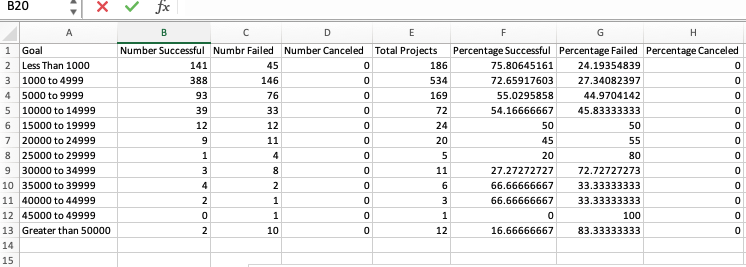 B20 fx
A B C D E F G H
1 Goal Number Successful Numbr Failed Number Canceled Total Projects Percentage Successful Percentage Failed Percentage Canceled
2 Less Than 1000 141 45 0 186 75.80645161 24.19354839 0
3 1000 to 4999 388 146 0 534 72.65917603 27.34082397 0
4 5000 to 9999 93 76 0 169 55.0295858 44.9704142 0
5 10000 to 14999 39 33 0 72 54.16666667 45.83333333 0
6 15000 to 19999 12 12 0 24 50 50 0
7 20000 to 24999 9 11 0 20 45 55 0
8 25000 to 29999 1 4 0 5 20 80 0
9 30000 to 34999 3 8 0 11 27.27272727 72.72727273 0
10 35000 to 39999 4 2 0 6 66.66666667 33.33333333 0
11 40000 to 44999 2 1 0 3 66.66666667 33.33333333 0
12 45000 to 49999 0 1 0 1 0 100 0
13 Greater than 50000 2 10 0 12 16.66666667 83.33333333 0
14
15